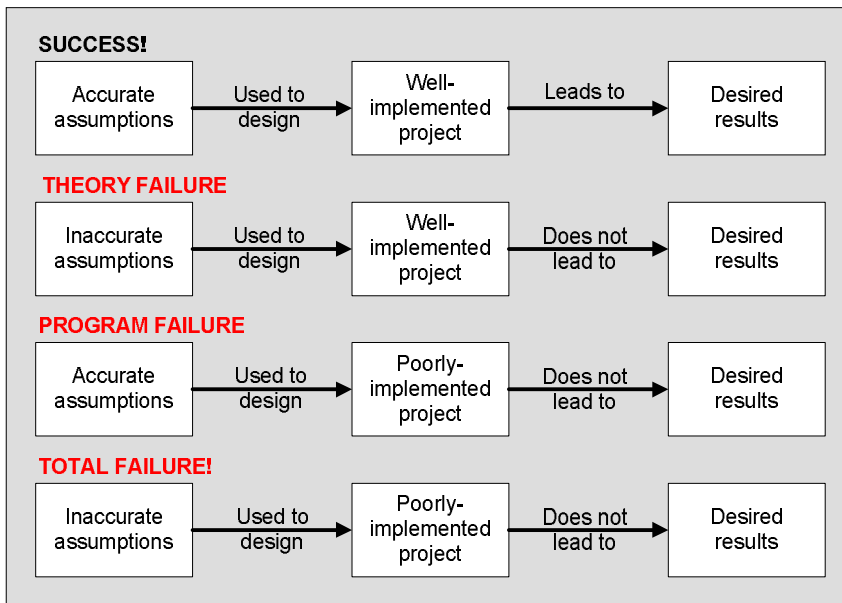 SUCCESS!
Accurate
assumptions
Used to
design
Well-
implemented
project
Leads to
Desired
results
THEORY FAILURE
Inaccurate
assumptions
Used to
design
Well-
implemented
project
Does not
lead to
Desired
results
PROGRAM FAILURE
Accurate
assumptions
Used to
design
Poorly-
implemented
project
Does not
lead to
Desired
results
TOTAL FAILURE!
Inaccurate
assumptions
Used to
design
Poorly-
implemented
project
Does not
lead to
Desired
results